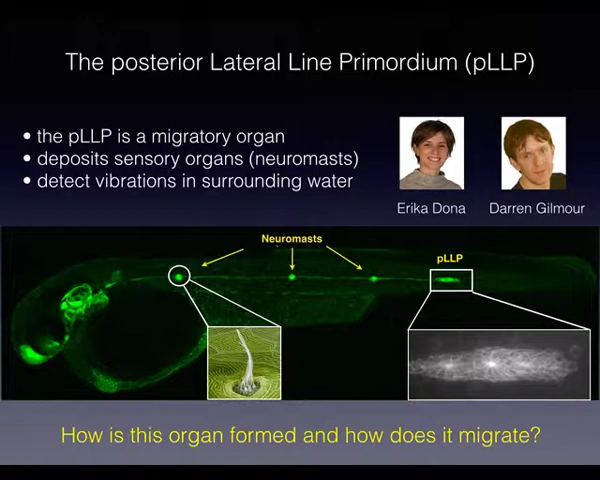 The posterior Lateral Line Primordium (pLLP)
• the pLLP is a migratory organ
• deposits sensory organs (neuromasts)
• detect vibrations in surrounding water
Erika Dona Darren Gilmour
Neuromasts
pLLP
How is this organ formed and how does it migrate?